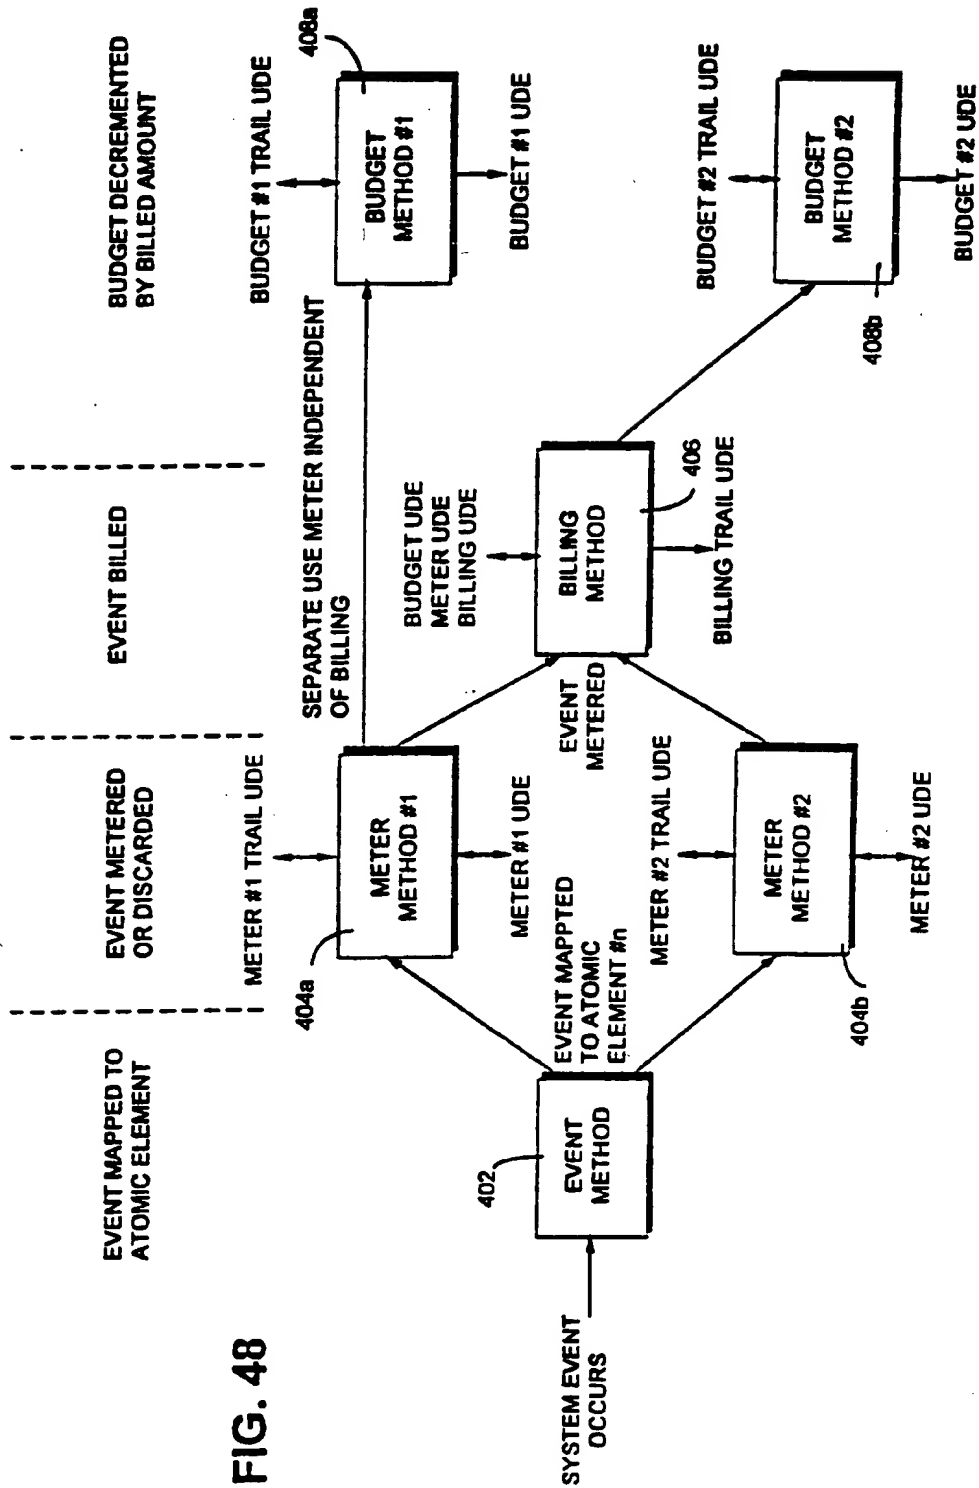 FIG. 48
EVENT MAPPED TO
ATOMIC ELEMENT
EVENT METERED
OR DISCARDED
EVENT BILLED
BUDGET DECREMENTED
BY BILLED AMOUNT
METER #1 TRAIL UDE
BUDGET #1 TRAIL UDE
404a
METER
METHOD #1
SEPARATE USE METER INDEPENDENT
OF BILLING
BUDGET
METHOD #1
408a
METER #1 UDE
BUDGET #1 UDE
BUDGET UDE
METER UDE
BILLING UDE
SYSTEM EVENT
OCCURS
402
EVENT
METHOD
EVENT MAPPTED
TO ATOMIC
ELEMENT #n
EVENT
METERED
BILLING
METHOD
406
BILLING TRAIL UDE
METER #2 TRAIL UDE
BUDGET #2 TRAIL UDE
METER
METHOD #2
404b
BUDGET
METHOD #2
408b
METER #2 UDE
BUDGET #2 UDE